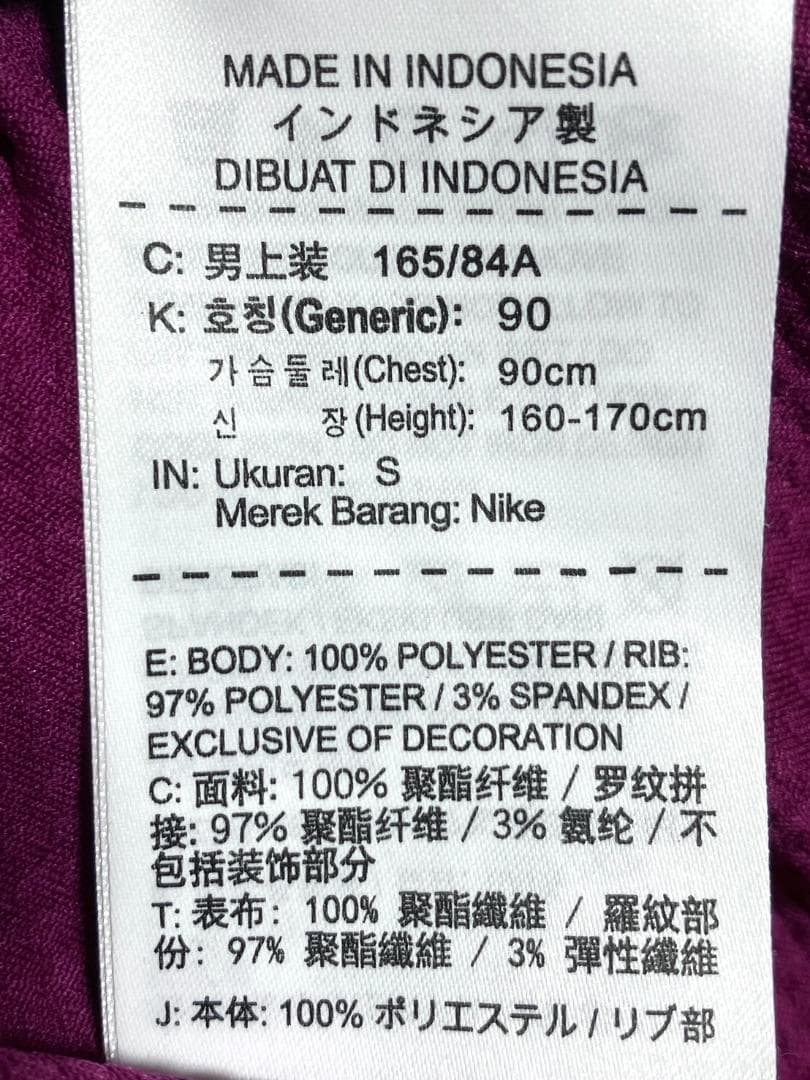 MADE IN INDONESIA
インドネシア製
DIBUAT DI INDONESIA
C: 男上装 165/84A
K: 호칭(Generic): 90
가슴둘레(Chest): 90cm
신 장(Height): 160-170cm
IN: Ukuran: S
Merek Barang: Nike
E: BODY: 100% POLYESTER / RIB:
97% POLYESTER / 3% SPANDEX /
EXCLUSIVE OF DECORATION
C: 面料: 100% 聚酯纤维 / 罗纹拼
接: 97% 聚酯纤维 / 3% 氨纶 / 不
包括装饰部分
T: 表布: 100% 聚酯纖維 / 羅紋部
份: 97% 聚酯纖維 / 3% 彈性纖維
J: 本体: 100% ポリエステル / リブ部